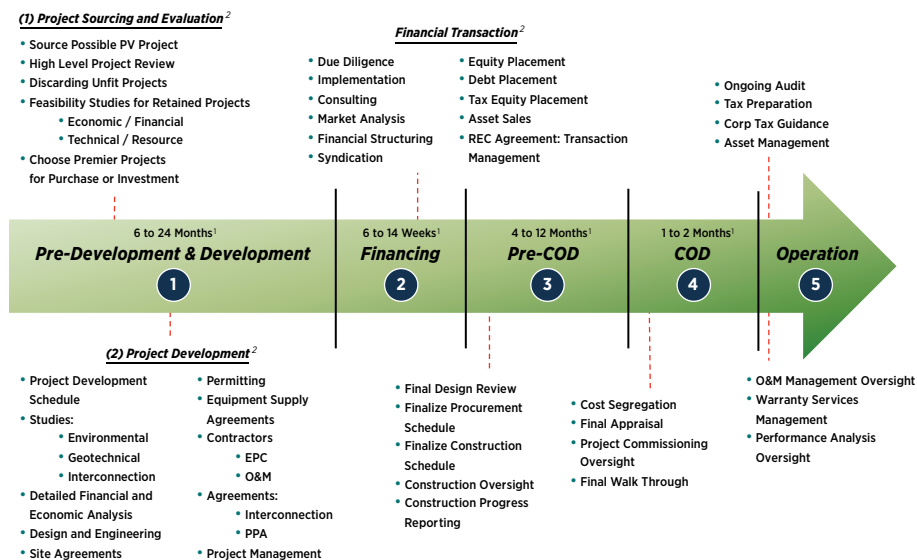 (1) Project Sourcing and Evaluation 2
• Source Possible PV Project
• High Level Project Review
• Discarding Unfit Projects
• Feasibility Studies for Retained Projects
• Economic / Financial
• Technical / Resource
• Choose Premier Projects
for Purchase or Investment
Financial Transaction 2
• Due Diligence
• Implementation
• Consulting
• Market Analysis
• Financial Structuring
• Syndication
• Equity Placement
• Debt Placement
• Tax Equity Placement
• Asset Sales
• REC Agreement: Transaction
Management
• Ongoing Audit
• Tax Preparation
• Corp Tax Guidance
• Asset Management
6 to 24 Months1
Pre-Development & Development
1
6 to 14 Weeks1
Financing
2
4 to 12 Months1
Pre-COD
3
1 to 2 Months1
COD
4
Operation
5
(2) Project Development 2
• Project Development
Schedule
• Studies:
• Environmental
• Geotechnical
• Interconnection
• Detailed Financial and
Economic Analysis
• Design and Engineering
• Site Agreements
• Permitting
• Equipment Supply
Agreements
• Contractors
• EPC
• O&M
• Agreements:
• Interconnection
• PPA
• Project Management
• Final Design Review
• Finalize Procurement
Schedule
• Finalize Construction
Schedule
• Construction Oversight
• Construction Progress
Reporting
• Cost Segregation
• Final Appraisal
• Project Commissioning
Oversight
• Final Walk Through
• O&M Management Oversight
• Warranty Services
Management
• Performance Analysis
Oversight